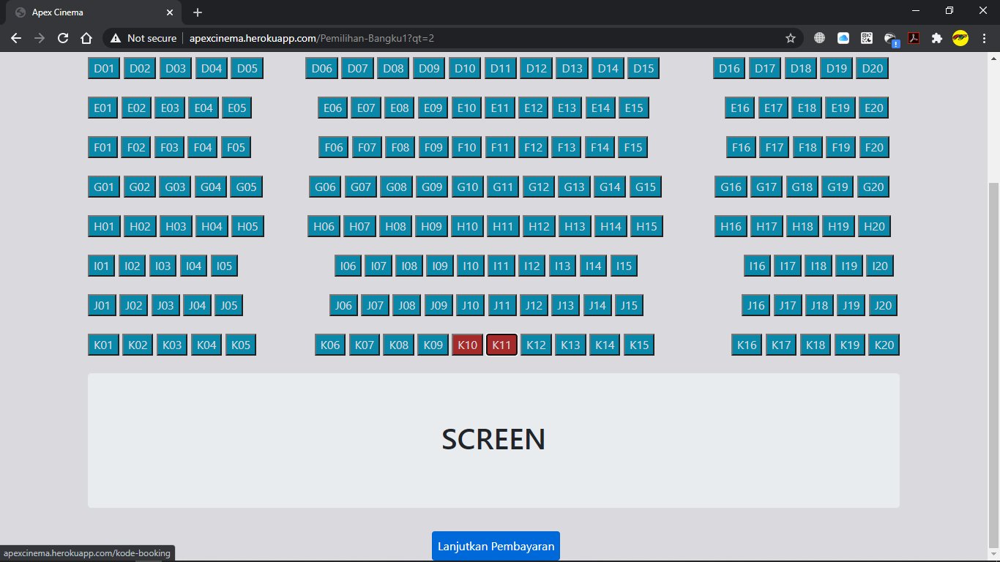 Apex Cinema
Not secure apexcinema.herokuapp.com/Pemilihan-Bangku1?qt=2
D01 D02 D03 D04 D05 D06 D07 D08 D09 D10 D11 D12 D13 D14 D15 D16 D17 D18 D19 D20
E01 E02 E03 E04 E05 E06 E07 E08 E09 E10 E11 E12 E13 E14 E15 E16 E17 E18 E19 E20
F01 F02 F03 F04 F05 F06 F07 F08 F09 F10 F11 F12 F13 F14 F15 F16 F17 F18 F19 F20
G01 G02 G03 G04 G05 G06 G07 G08 G09 G10 G11 G12 G13 G14 G15 G16 G17 G18 G19 G20
H01 H02 H03 H04 H05 H06 H07 H08 H09 H10 H11 H12 H13 H14 H15 H16 H17 H18 H19 H20
I01 I02 I03 I04 I05 I06 I07 I08 I09 I10 I11 I12 I13 I14 I15 I16 I17 I18 I19 I20
J01 J02 J03 J04 J05 J06 J07 J08 J09 J10 J11 J12 J13 J14 J15 J16 J17 J18 J19 J20
K01 K02 K03 K04 K05 K06 K07 K08 K09 K10 K11 K12 K13 K14 K15 K16 K17 K18 K19 K20
SCREEN
Lanjutkan Pembayaran
apexcinema.herokuapp.com/kode-booking